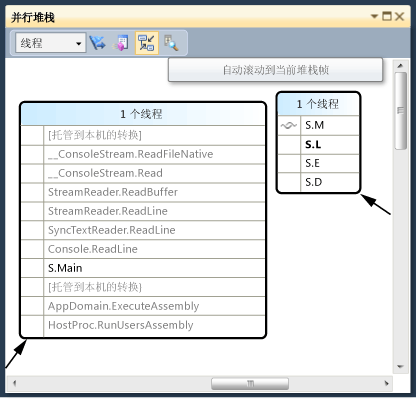 并行堆栈
线程
自动滚动到当前堆栈帧
1 个线程
[托管到本机的转换]
__ConsoleStream.ReadFileNative
__ConsoleStream.Read
StreamReader.ReadBuffer
StreamReader.ReadLine
SyncTextReader.ReadLine
Console.ReadLine
S.Main
[托管到本机的转换)
AppDomain.ExecuteAssembly
HostProc.RunUsersAssembly
1 个线程
S.M
S.L
S.E
S.D